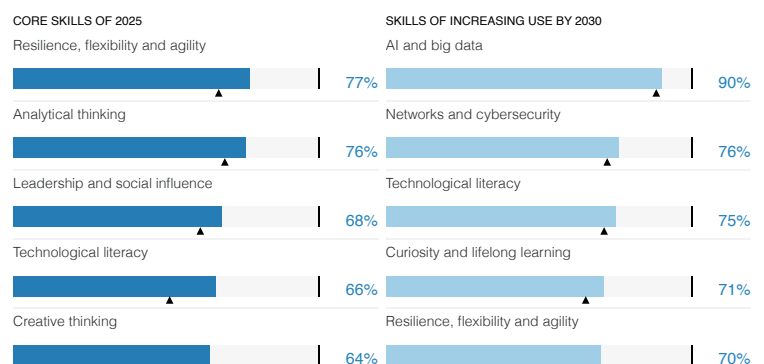 CORE SKILLS OF 2025
Resilience, flexibility and agility
77%
Analytical thinking
76%
Leadership and social influence
68%
Technological literacy
66%
Creative thinking
64%
SKILLS OF INCREASING USE BY 2030
AI and big data
90%
Networks and cybersecurity
76%
Technological literacy
75%
Curiosity and lifelong learning
71%
Resilience, flexibility and agility
70%